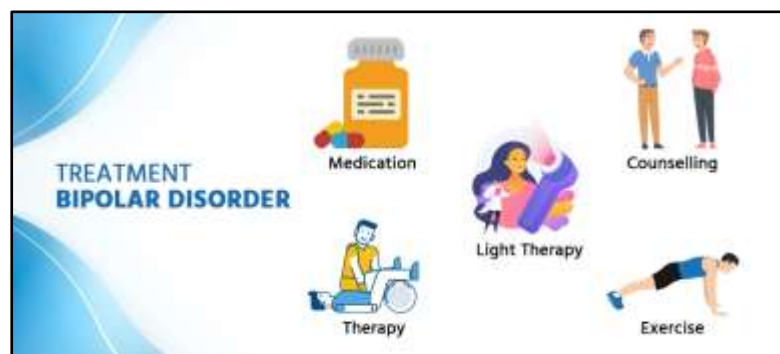 TREATMENT
BIPOLAR DISORDER
Medication
Counselling
Light Therapy
Therapy
Exercise